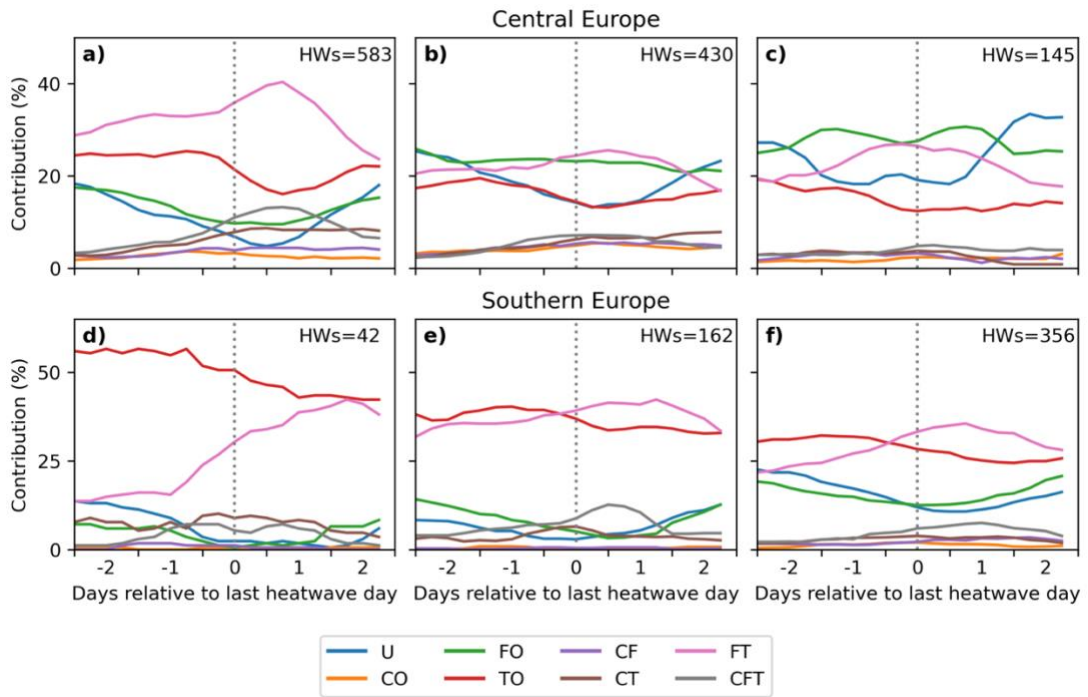 Central Europe
a) HWs=583 b) HWs=430 c) HWs=145
Contribution (%)
40
20
0
Southern Europe
d) HWs=42 e) HWs=162 f) HWs=356
Contribution (%)
50
25
0
-2 -1 0 1 2 -2 -1 0 1 2 -2 -1 0 1 2
Days relative to last heatwave day Days relative to last heatwave day Days relative to last heatwave day
U FO CF FT
CO TO CT CFT